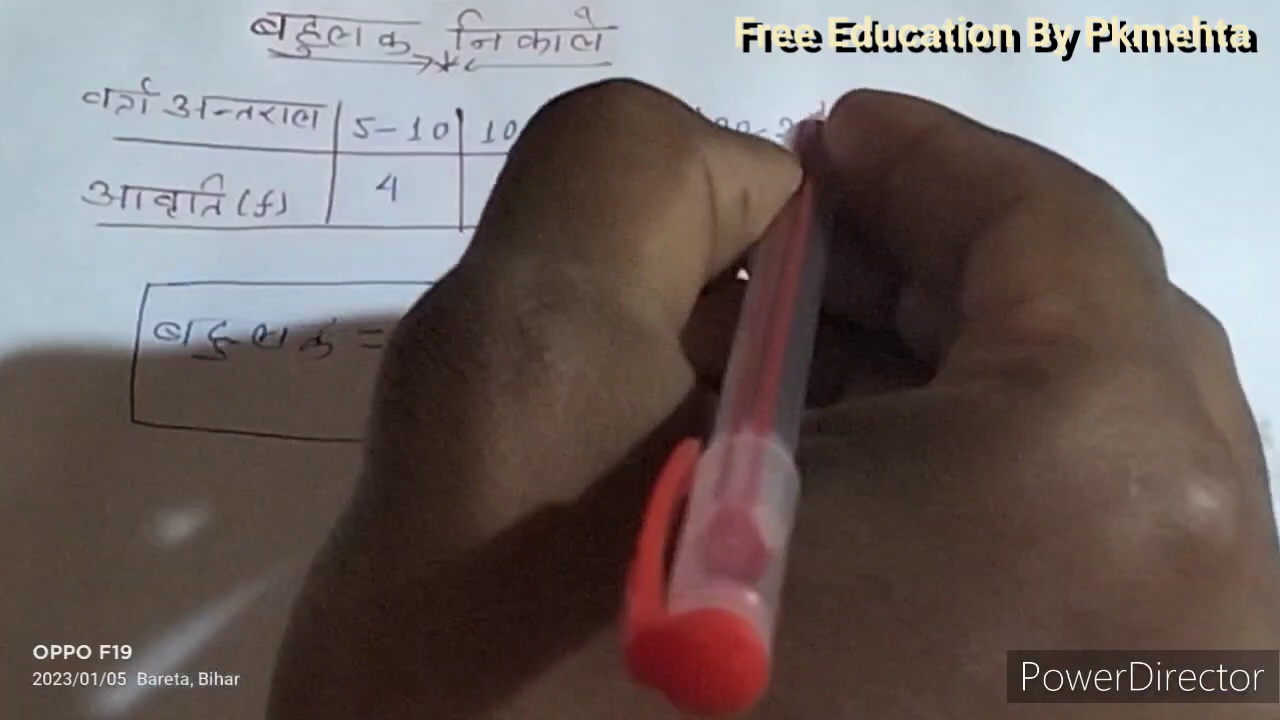 बहुलक निकाले
Free Education By Pkmehta
वर्ग अन्तराल 5-10 10
आवृति (f) 4
बहुलक =
OPPO F19
2023/01/05 Bareta, Bihar
PowerDirector